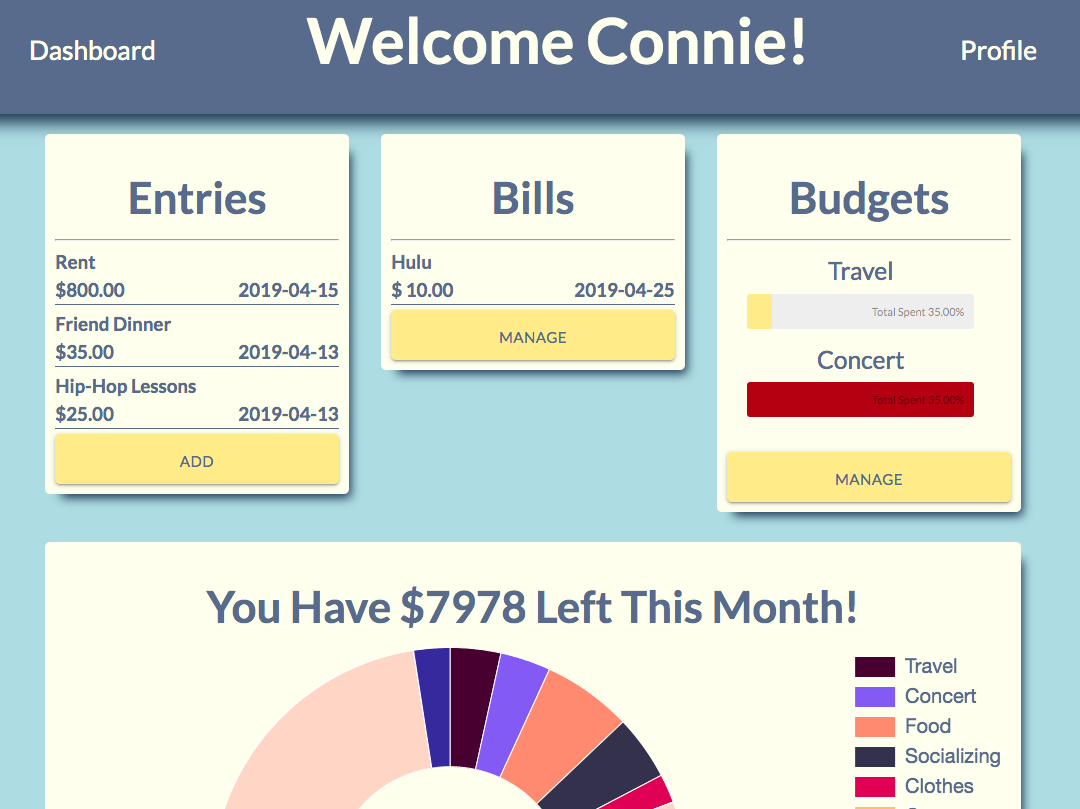 Dashboard
Welcome Connie!
Profile
Entries
Rent
$800.00 2019-04-15
Friend Dinner
$35.00 2019-04-13
Hip-Hop Lessons
$25.00 2019-04-13
ADD
Bills
Hulu
$ 10.00 2019-04-25
MANAGE
Budgets
Travel
Total Spent 35.00%
Concert
Total Spent 35.00%
MANAGE
You Have $7978 Left This Month!
Travel
Concert
Food
Socializing
Clothes